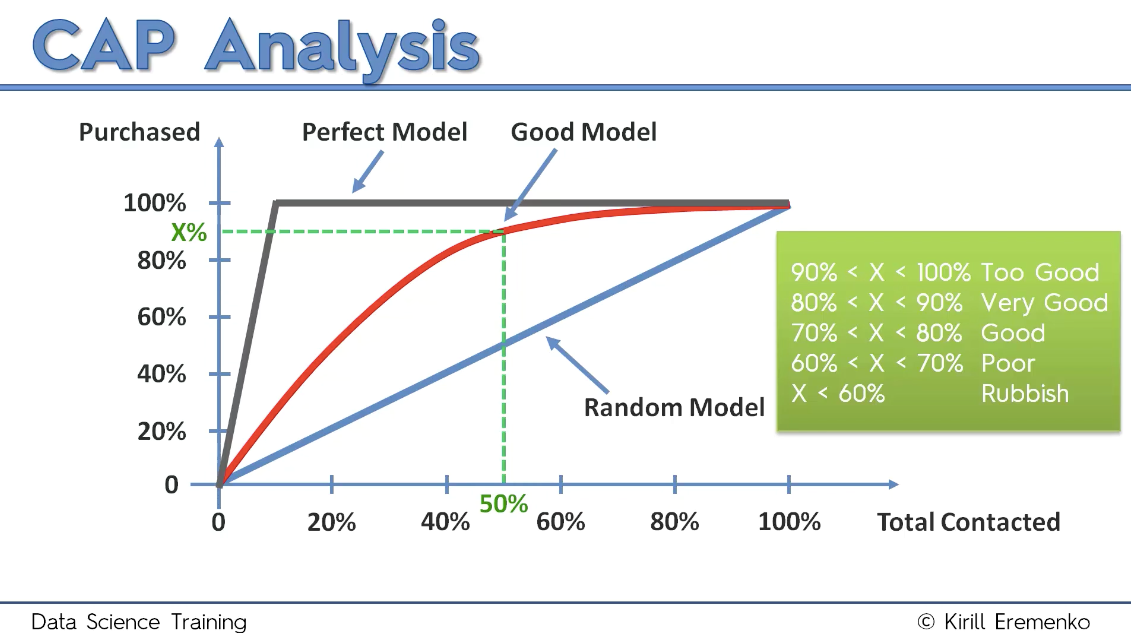 CAP Analysis
Purchased
Perfect Model
Good Model
100%
X%
80%
60%
40%
20%
0
90% < X < 100% Too Good
80% < X < 90% Very Good
70% < X < 80% Good
60% < X < 70% Poor
X < 60% Rubbish
Random Model
50%
0 20% 40% 60% 80% 100% Total Contacted
Data Science Training © Kirill Eremenko